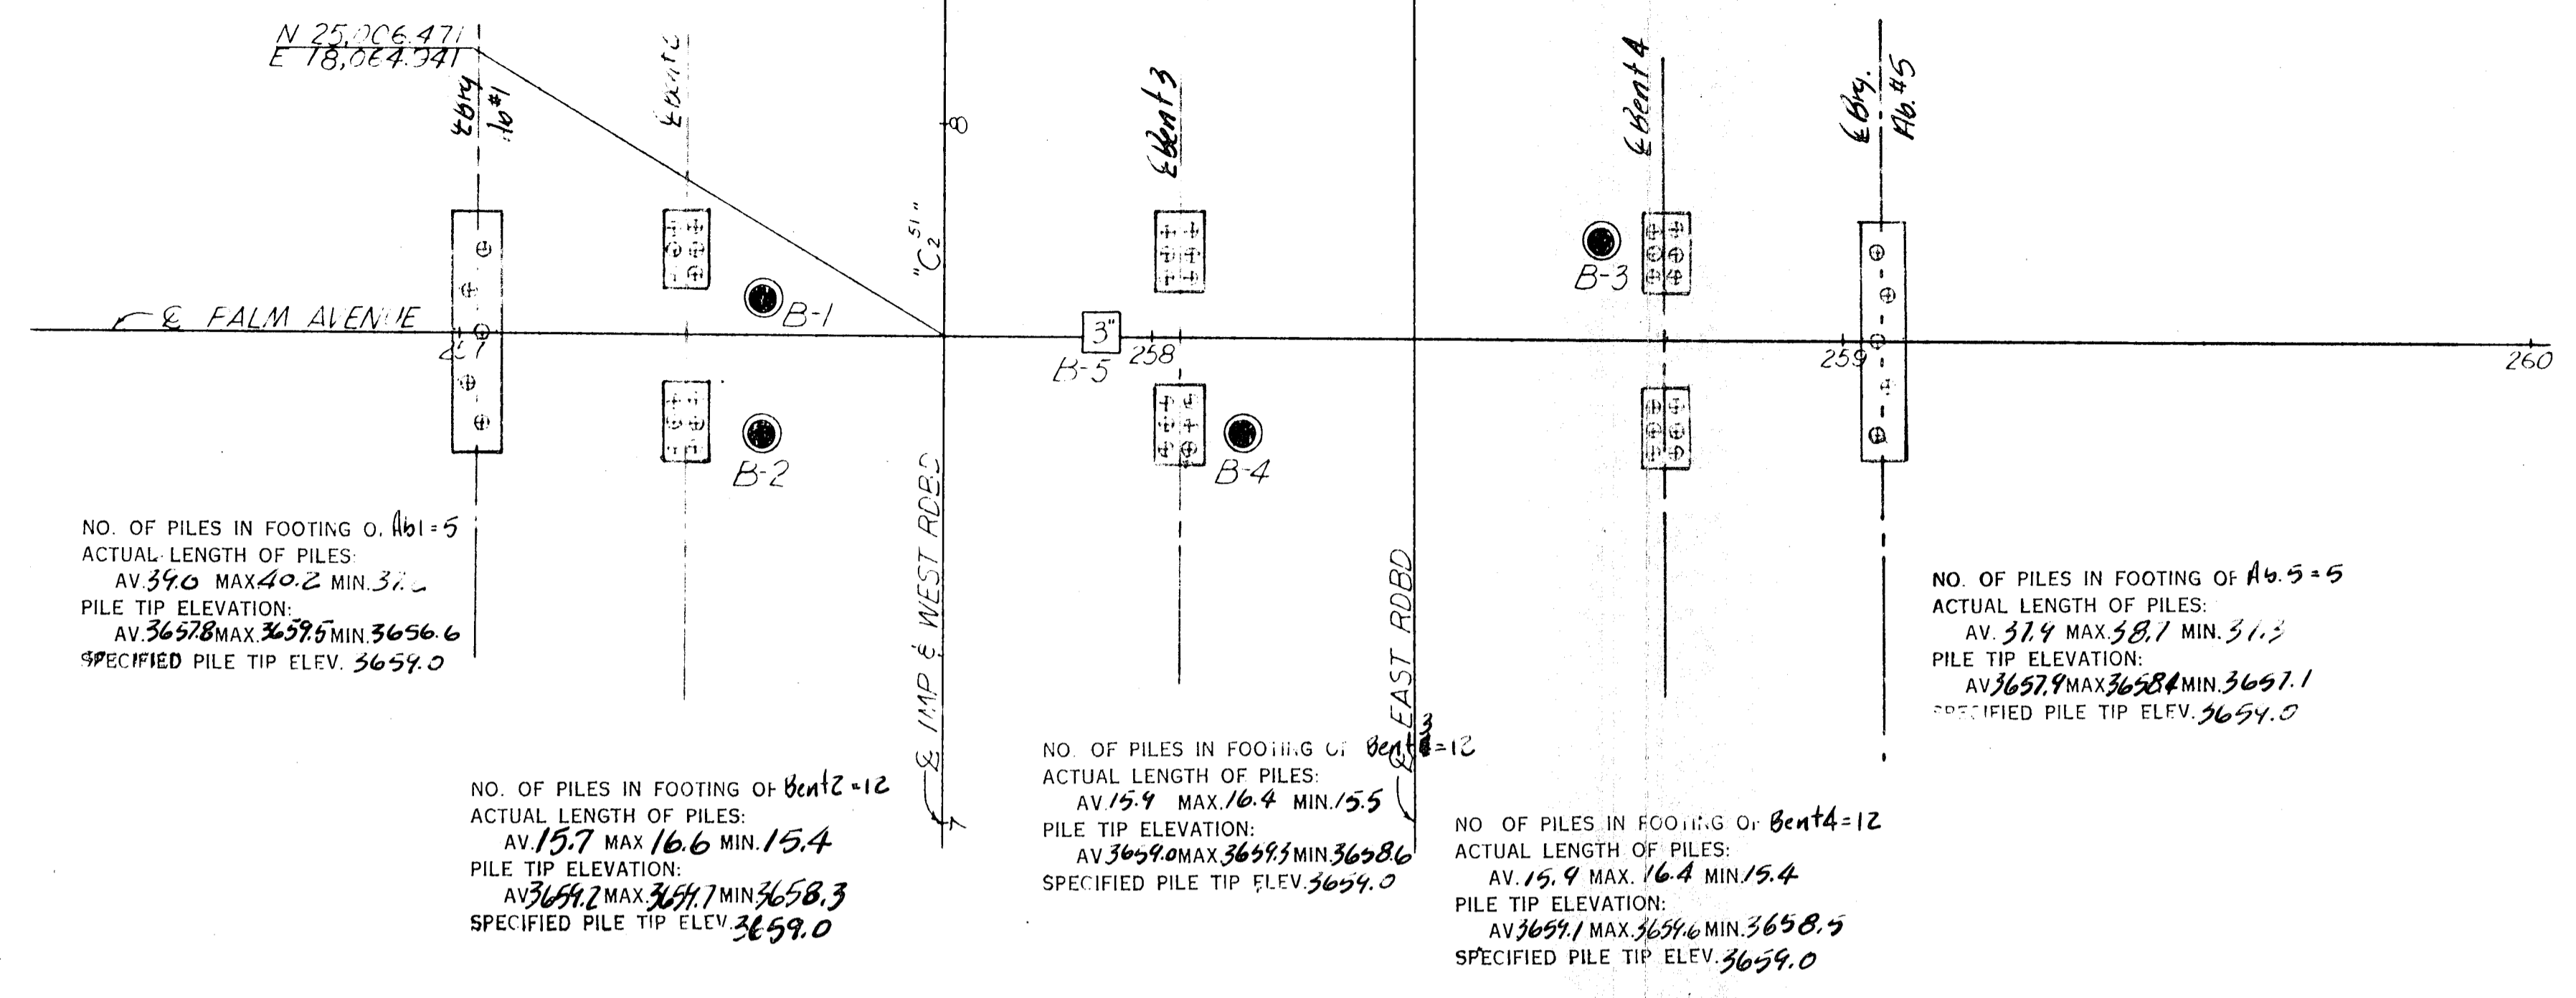 N 25,006.471
E 18,064.941
℄ Brg
Ab #1
℄ Bent
℄ Bent 3
℄ Bent 4
℄ Brg.
Ab. #5
8
"C2 51"
B-3
B-1
℄ FALM AVENUE
3"
257
B-5
258
259
260
B-2
B-4
℄ IMP & WEST RDBD
℄ EAST RDBD
7
NO. OF PILES IN FOOTING O. Ab1=5
ACTUAL LENGTH OF PILES:
AV. 39.0 MAX 40.2 MIN.
PILE TIP ELEVATION:
AV. 3657.8 MAX. 3659.5 MIN. 3656.6
SPECIFIED PILE TIP ELEV. 3659.0
NO. OF PILES IN FOOTING OF Bent2=12
ACTUAL LENGTH OF PILES:
AV. 15.7 MAX 16.6 MIN. 15.4
PILE TIP ELEVATION:
AV 3659.2 MAX. 3659.7 MIN 3658.3
SPECIFIED PILE TIP ELEV. 3659.0
NO. OF PILES IN FOOTING OF Bent 3=12
ACTUAL LENGTH OF PILES:
AV. 15.9 MAX. 16.4 MIN. 15.5
PILE TIP ELEVATION:
AV 3659.0 MAX 3659.3 MIN. 3658.6
SPECIFIED PILE TIP ELEV. 3659.0
NO OF PILES IN FOOTING OF Bent4=12
ACTUAL LENGTH OF PILES:
AV. 15.9 MAX. 16.4 MIN. 15.4
PILE TIP ELEVATION:
AV 3659.1 MAX. 3659.6 MIN. 3658.5
SPECIFIED PILE TIP ELEV. 3659.0
NO. OF PILES IN FOOTING OF Ab.5=5
ACTUAL LENGTH OF PILES:
AV. 37.9 MAX. 38.7 MIN. 37.3
PILE TIP ELEVATION:
AV 3657.9 MAX 3658.4 MIN. 3657.1
SPECIFIED PILE TIP ELEV. 3659.0